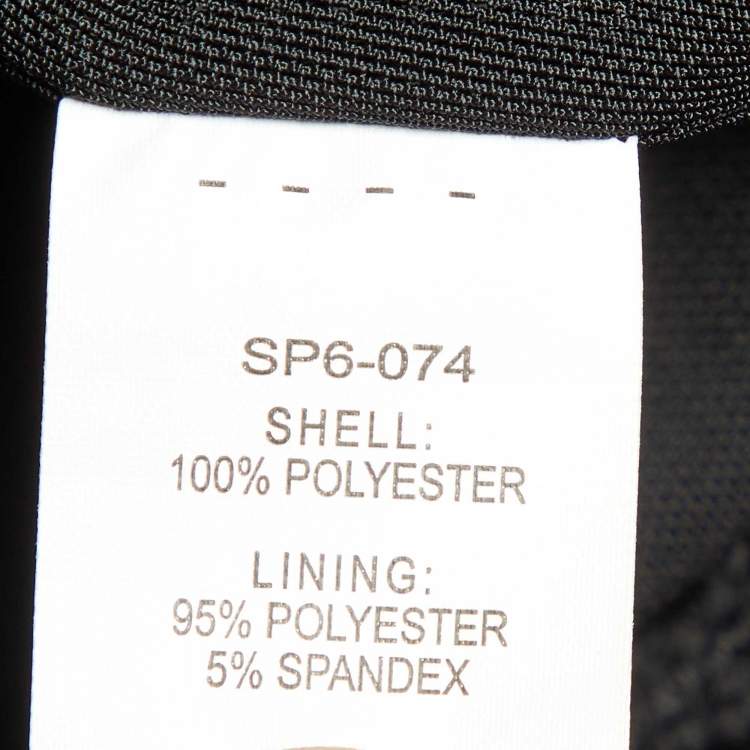 - - - -
SP6-074
SHELL:
100% POLYESTER
LINING:
95% POLYESTER
5% SPANDEX